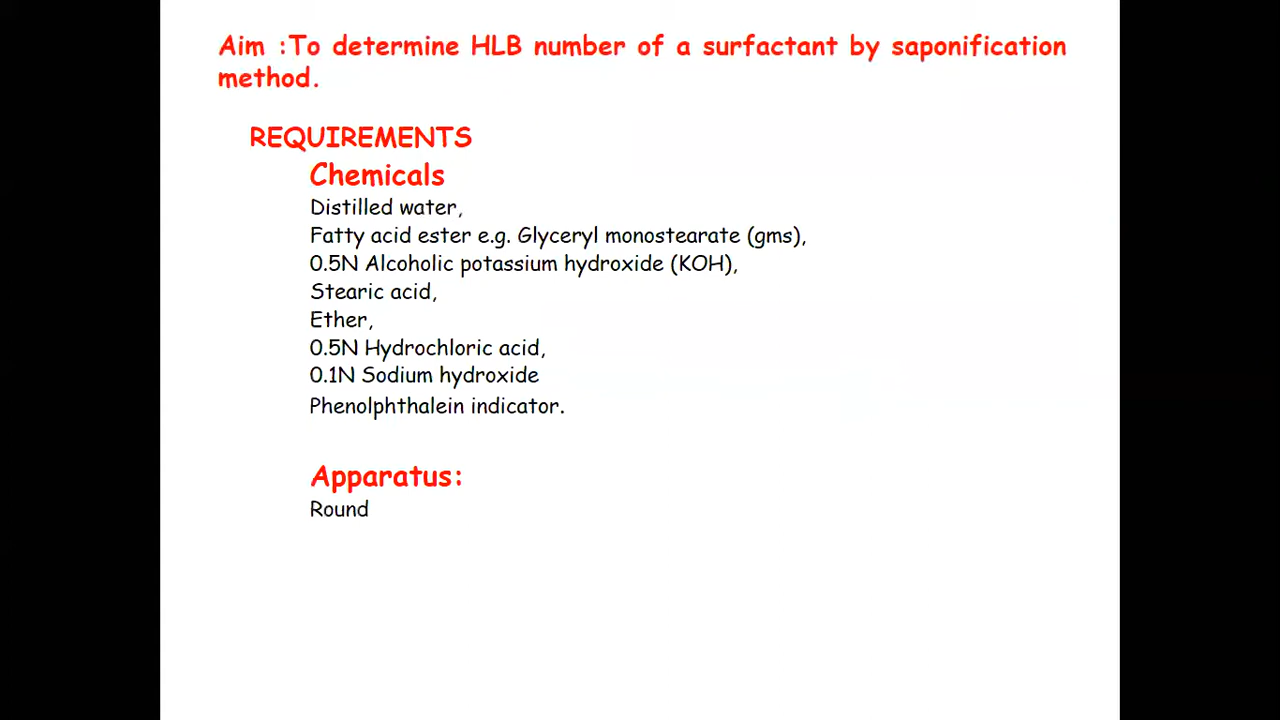 Aim :To determine HLB number of a surfactant by saponification
method.
REQUIREMENTS
Chemicals
Distilled water,
Fatty acid ester e.g. Glyceryl monostearate (gms),
0.5N Alcoholic potassium hydroxide (KOH),
Stearic acid,
Ether,
0.5N Hydrochloric acid,
0.1N Sodium hydroxide
Phenolphthalein indicator.
Apparatus:
Round